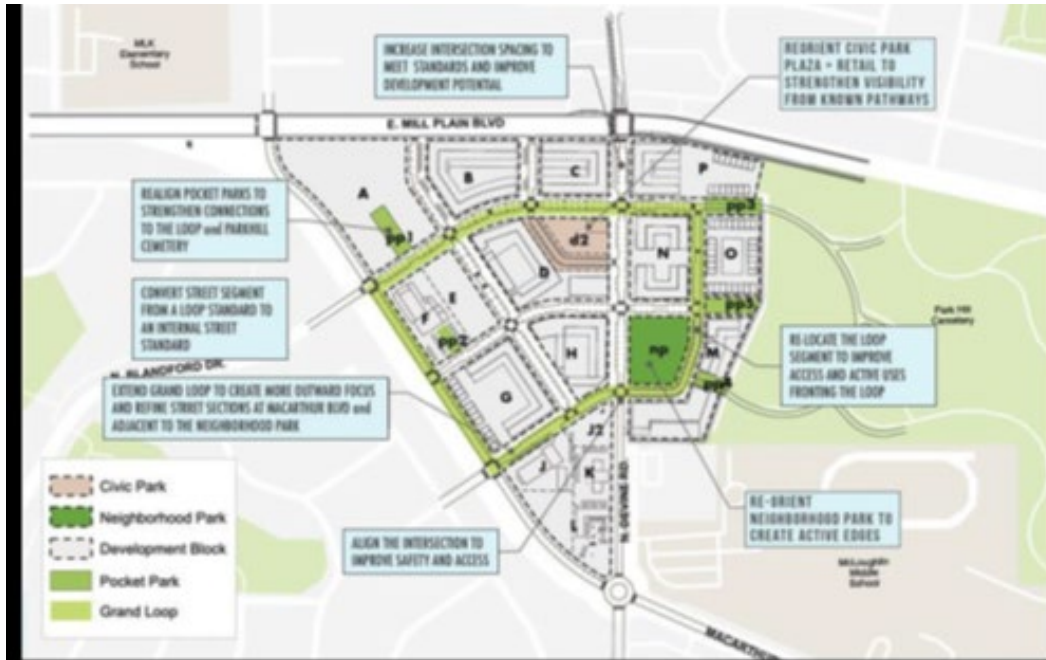 MLK
Elementary
School
INCREASE INTERSECTION SPACING TO
MEET STANDARDS AND IMPROVE
DEVELOPMENT POTENTIAL
REORIENT CIVIC PARK
PLAZA + RETAIL TO
STRENGTHEN VISIBILITY
FROM KNOWN PATHWAYS
E. MILL PLAIN BLVD
REALIGN POCKET PARKS TO
STRENGTHEN CONNECTIONS
TO THE LOOP and PARKHILL
CEMETERY
A
B
C
P
pp1
pp3
d2
D
N
O
CONVERT STREET SEGMENT
FROM A LOOP STANDARD TO
AN INTERNAL STREET
STANDARD
E
F
pp2
pp5
Park Hill
Cemetery
N. BLANDFORD DR.
H
np
M
RE-LOCATE THE LOOP
SEGMENT TO IMPROVE
ACCESS AND ACTIVE USES
FRONTING THE LOOP
EXTEND GRAND LOOP TO CREATE MORE OUTWARD FOCUS
AND REFINE STREET SECTIONS AT MACARTHUR BLVD and
ADJACENT TO THE NEIGHBORHOOD PARK
G
J2
J
K
N. DEVINE RD.
Civic Park
Neighborhood Park
Development Block
Pocket Park
Grand Loop
ALIGN THE INTERSECTION TO
IMPROVE SAFETY AND ACCESS
RE-ORIENT
NEIGHBORHOOD PARK TO
CREATE ACTIVE EDGES
McLoughlin
Middle
School
MACARTHUR